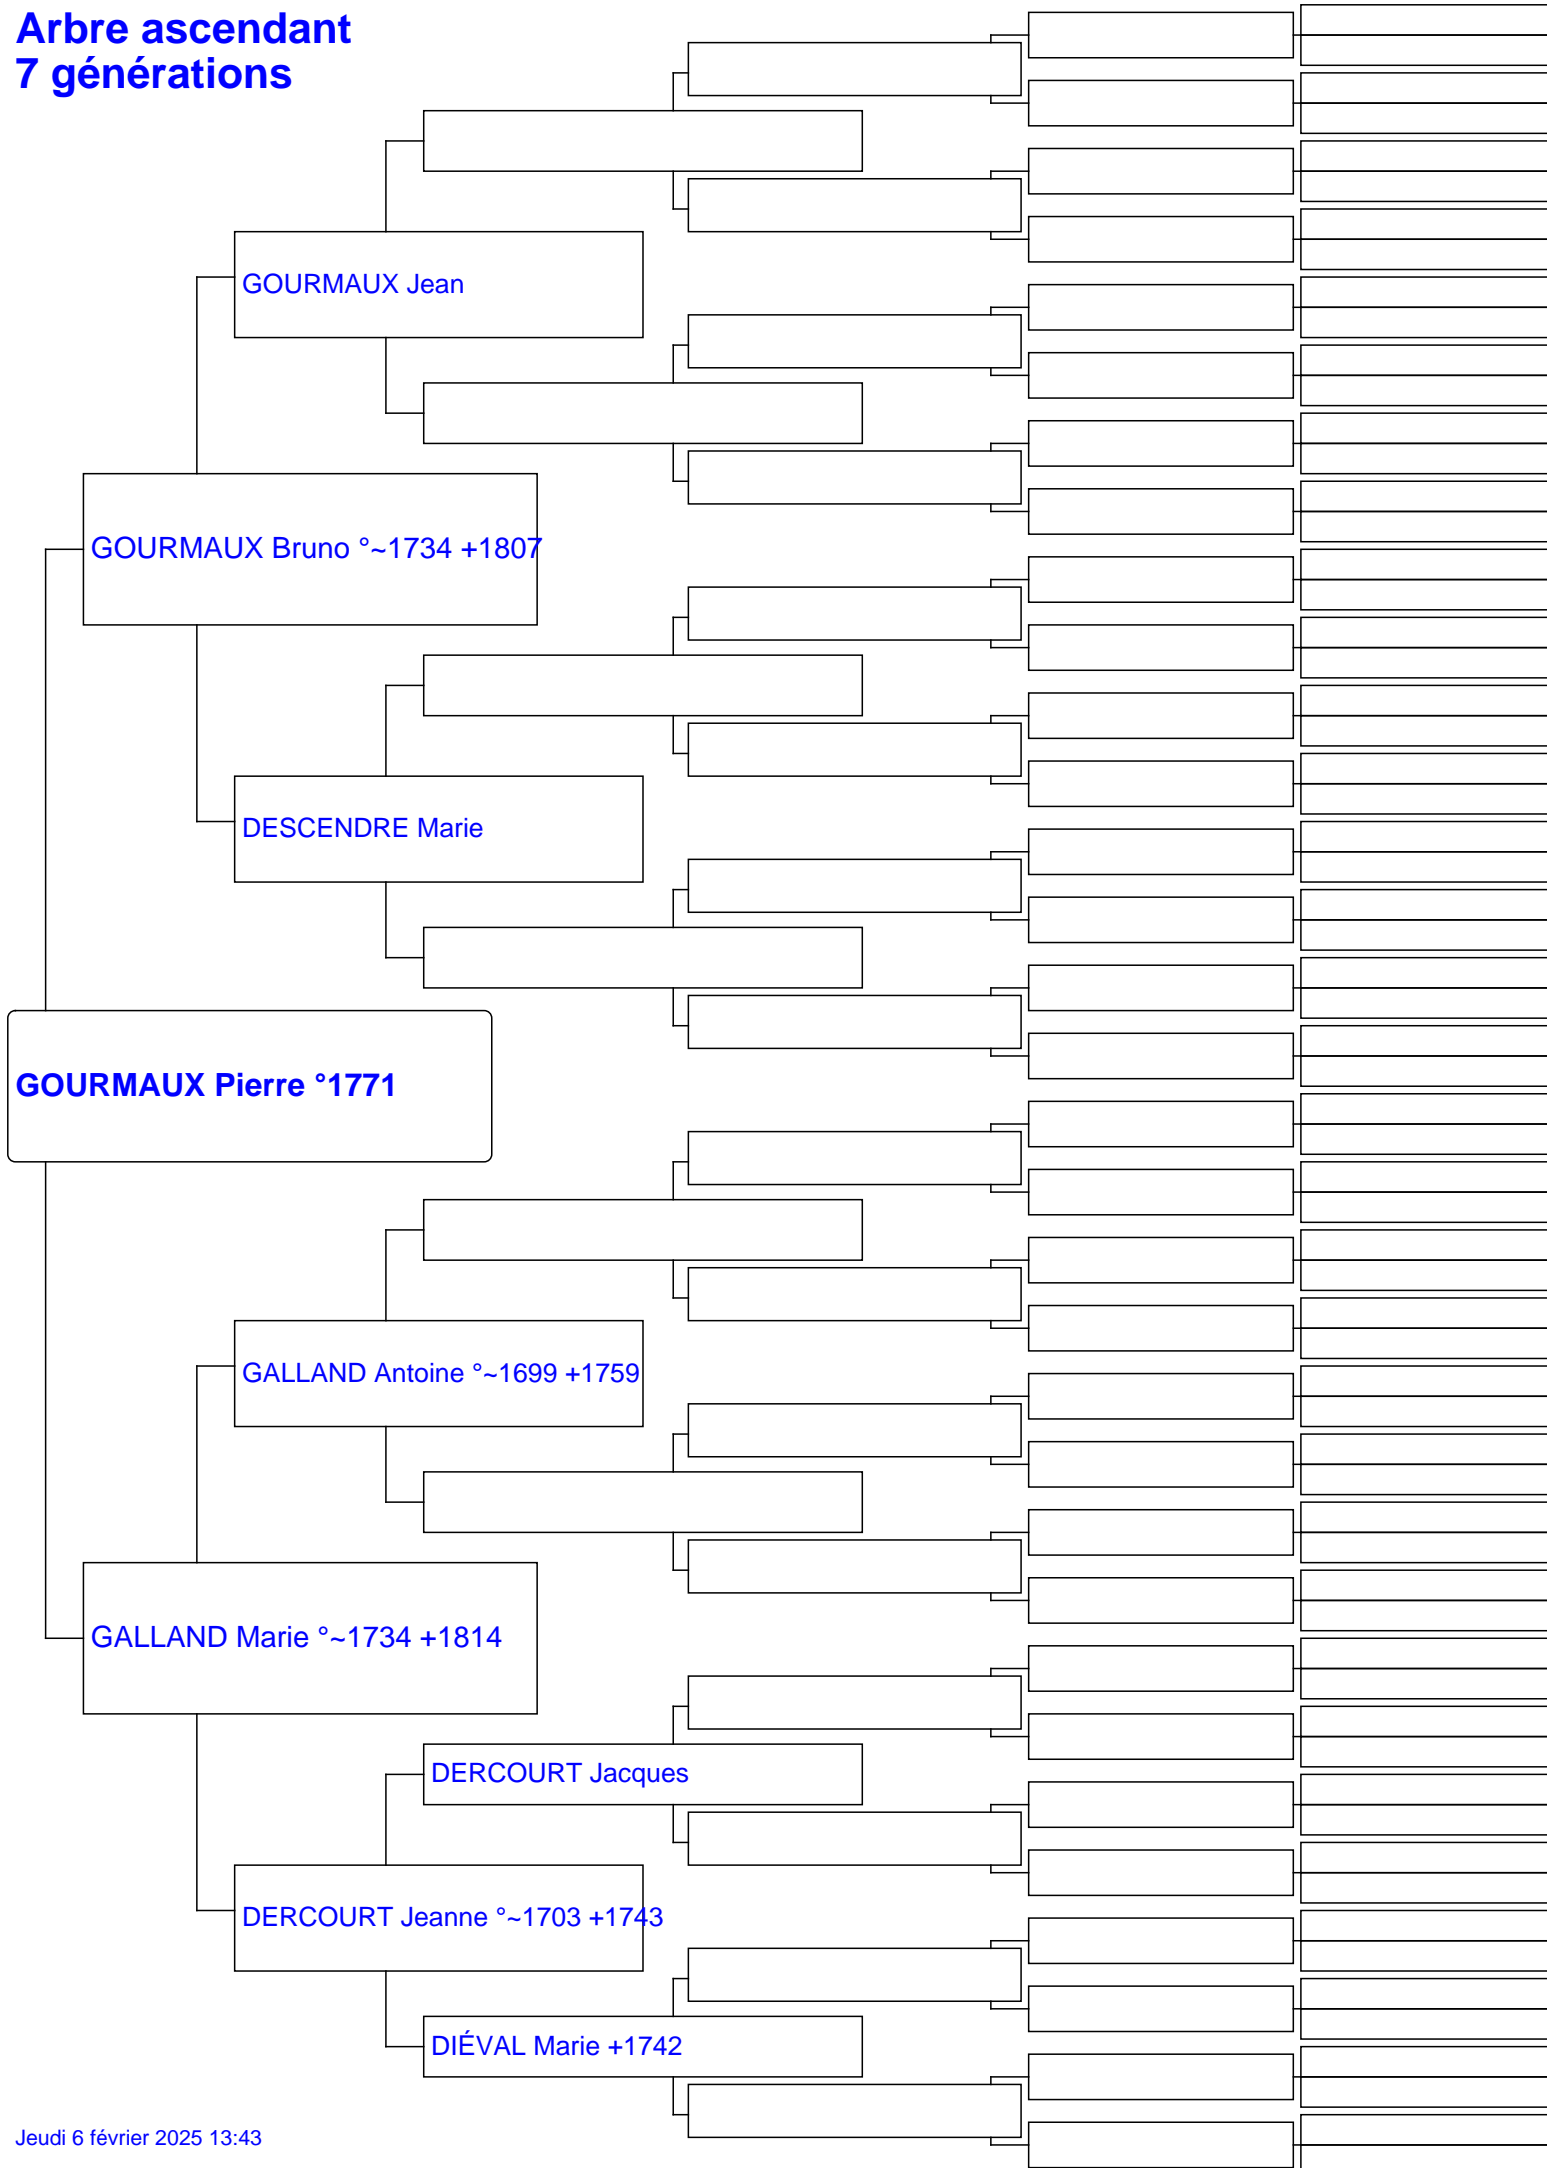 Arbre ascendant
7 générations
GOURMAUX Jean
GOURMAUX Bruno °~1734 +1807
DESCENDRE Marie
GOURMAUX Pierre °1771
GALLAND Antoine °~1699 +1759
GALLAND Marie °~1734 +1814
DERCOURT Jacques
DERCOURT Jeanne °~1703 +1743
DIÉVAL Marie +1742
Jeudi 6 février 2025 13:43